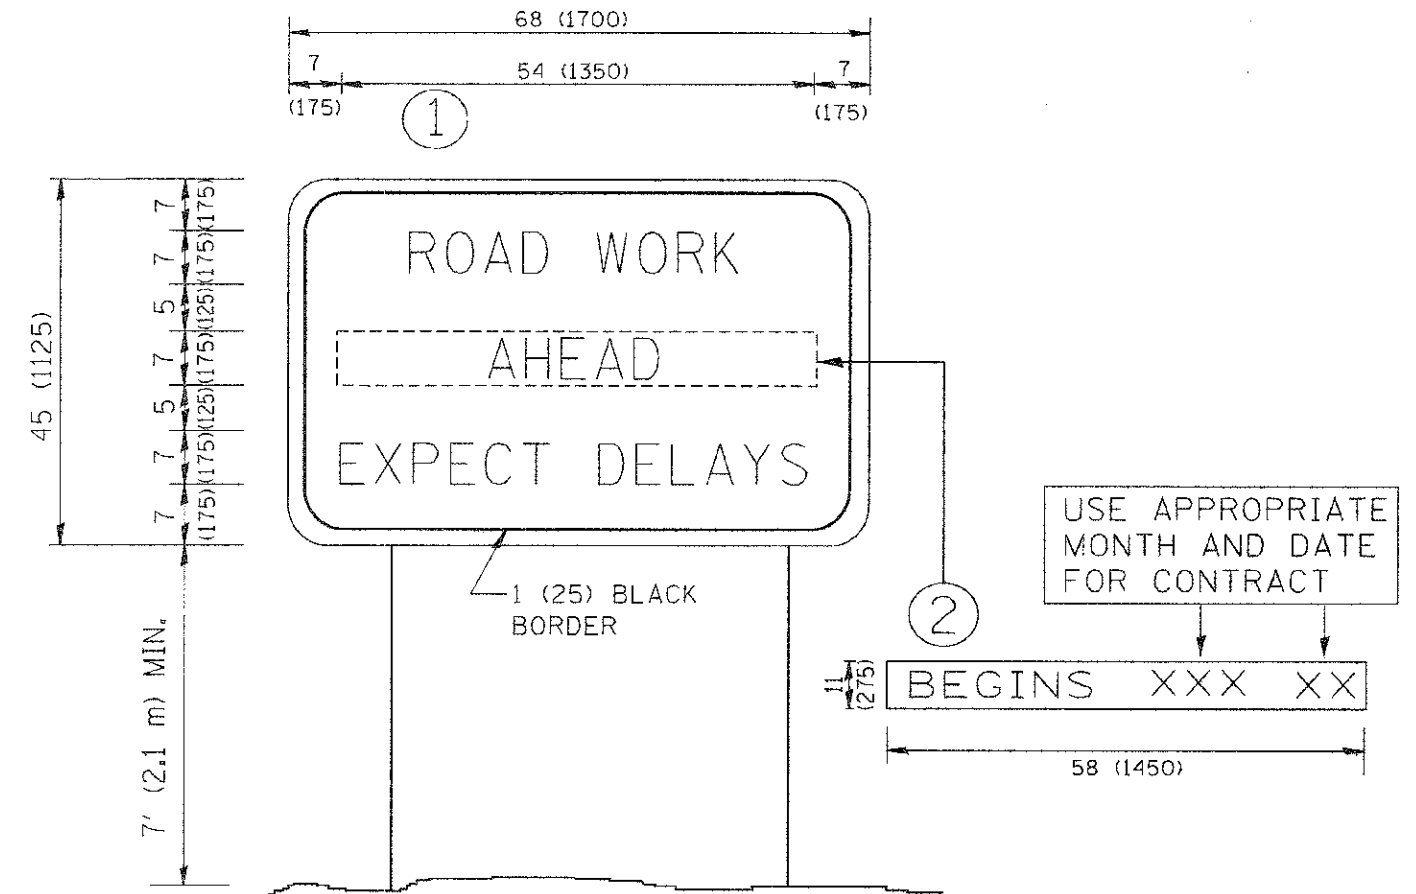 68 (1700)
7 54 (1350) 7
(175) (175)
1
45 (1125)
7 (175)
7 (175)
5 (125)
7 (175)
5 (125)
7 (175)
7 (175)
ROAD WORK
AHEAD
EXPECT DELAYS
1 (25) BLACK
BORDER
7' (2.1 m) MIN.
2
USE APPROPRIATE
MONTH AND DATE
FOR CONTRACT
11
(275)
BEGINS XXX XX
58 (1450)